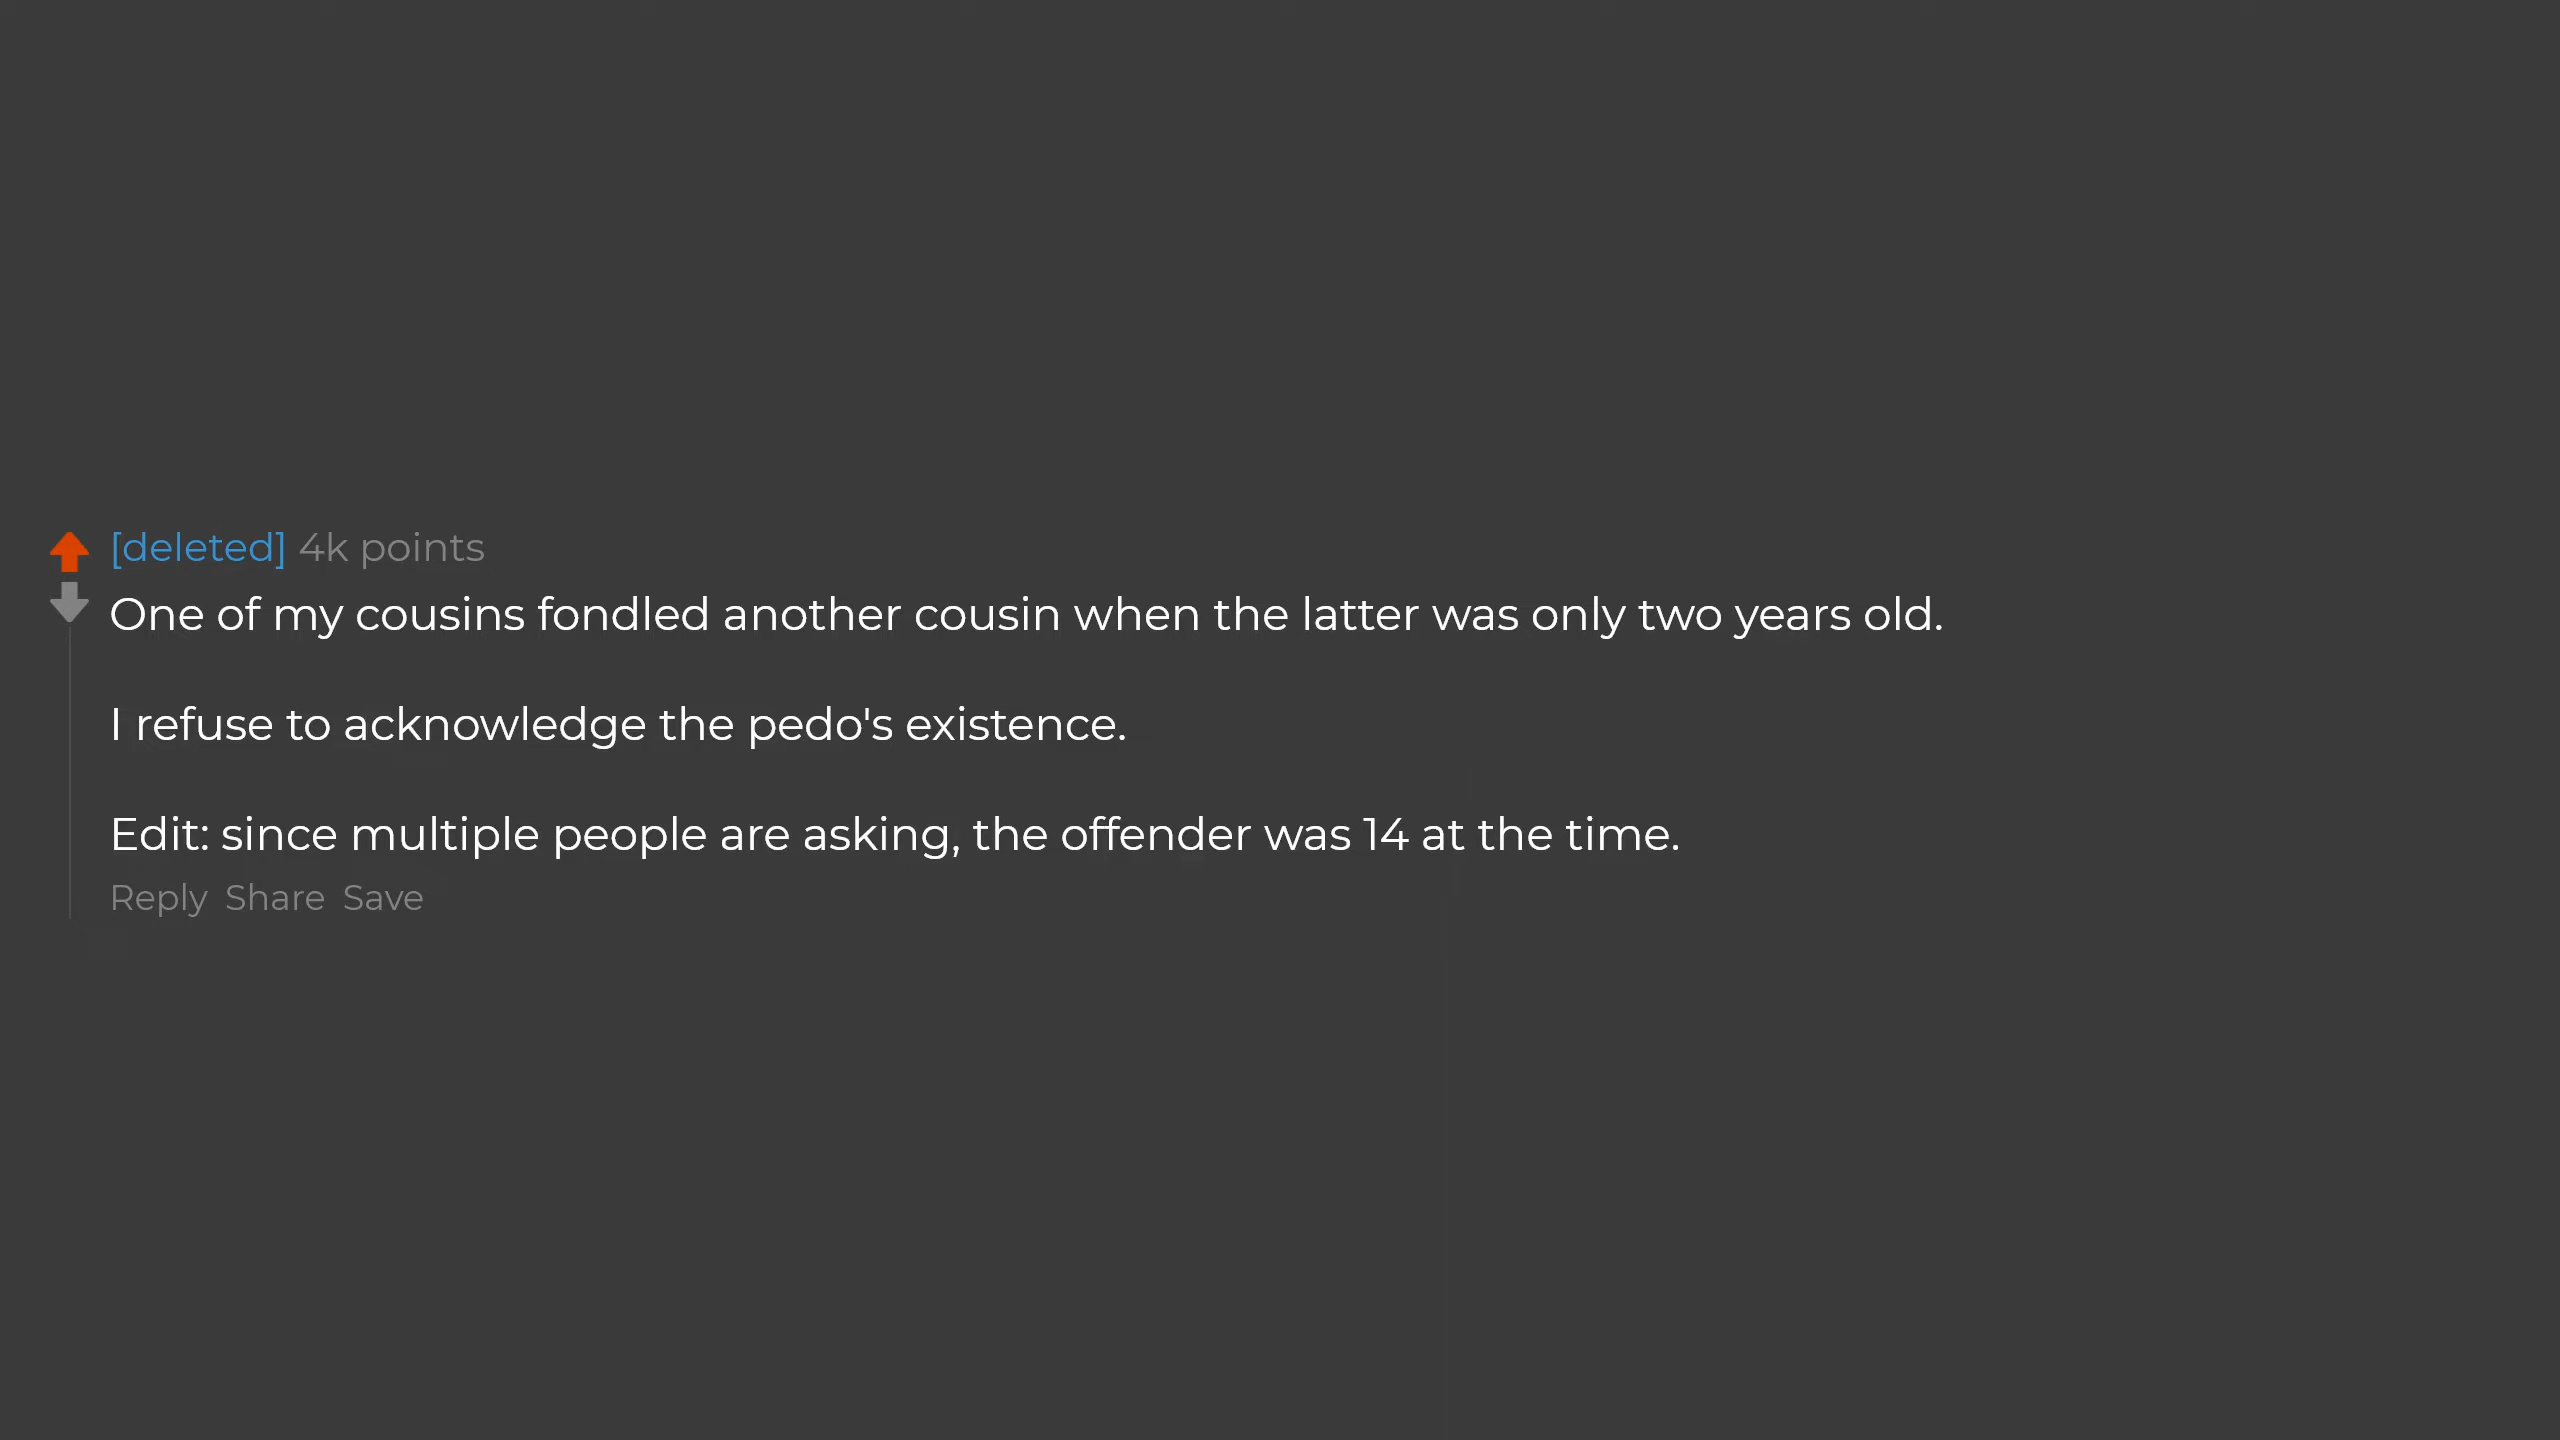 [deleted] 4k points
One of my cousins fondled another cousin when the latter was only two years old.
I refuse to acknowledge the pedo's existence.
Edit: since multiple people are asking, the offender was 14 at the time.
Reply Share Save